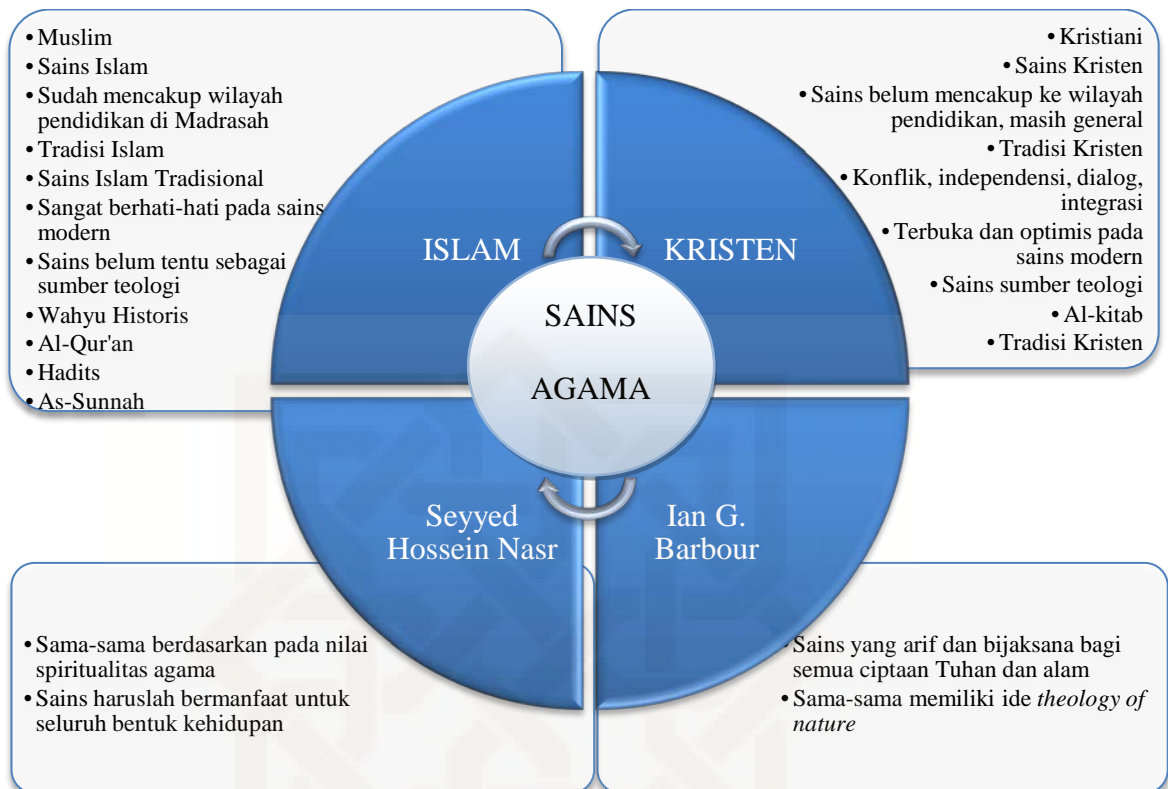 • Muslim
• Sains Islam
• Sudah mencakup wilayah
pendidikan di Madrasah
• Tradisi Islam
• Sains Islam Tradisional
• Sangat berhati-hati pada sains
modern
• Sains belum tentu sebagai
sumber teologi
• Wahyu Historis
• Al-Qur'an
• Hadits
• As-Sunnah
• Kristiani
• Sains Kristen
• Sains belum mencakup ke wilayah
pendidikan, masih general
• Tradisi Kristen
• Konflik, independensi, dialog,
integrasi
• Terbuka dan optimis pada
sains modern
• Sains sumber teologi
• Al-kitab
• Tradisi Kristen
ISLAM
KRISTEN
SAINS
AGAMA
Seyyed
Hossein Nasr
Ian G.
Barbour
• Sama-sama berdasarkan pada nilai
spiritualitas agama
• Sains haruslah bermanfaat untuk
seluruh bentuk kehidupan
• Sains yang arif dan bijaksana bagi
semua ciptaan Tuhan dan alam
• Sama-sama memiliki ide theology of
nature